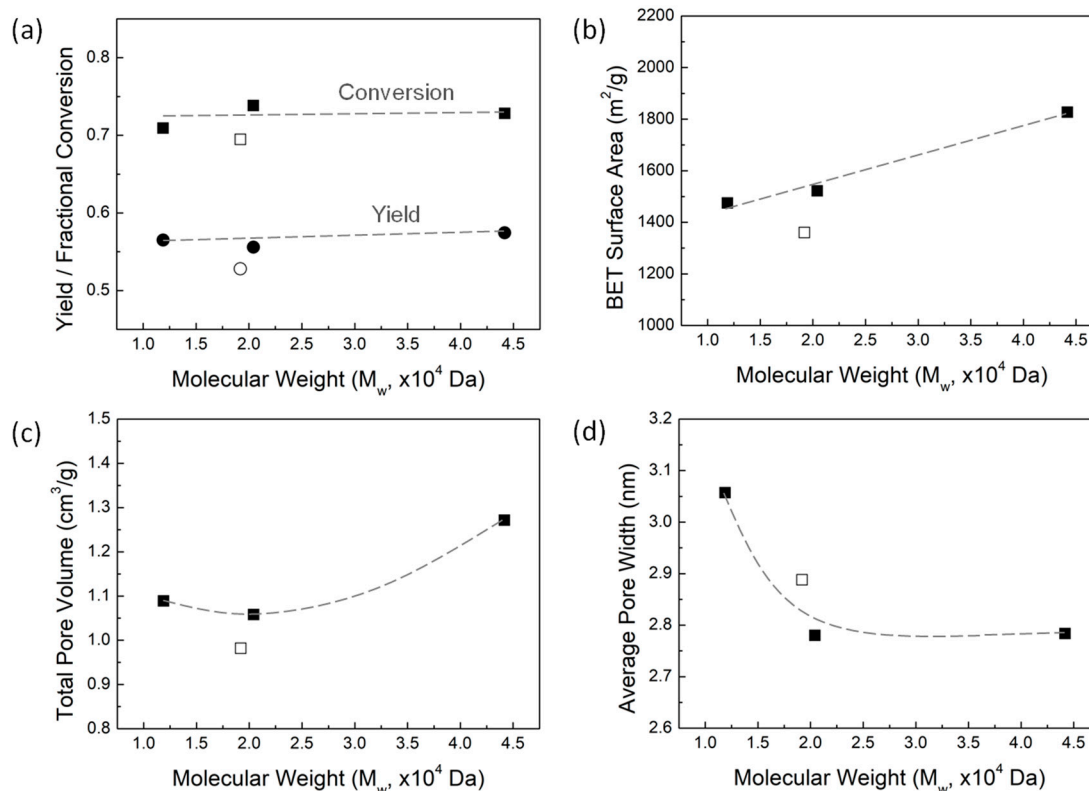 (a)
Yield / Fractional Conversion
0.8
0.7
0.6
0.5
Conversion
Yield
1.0 1.5 2.0 2.5 3.0 3.5 4.0 4.5
Molecular Weight (M_w, x10^4 Da)
(b)
BET Surface Area (m^2/g)
2200
2000
1800
1600
1400
1200
1000
1.0 1.5 2.0 2.5 3.0 3.5 4.0 4.5
Molecular Weight (M_w, x10^4 Da)
(c)
Total Pore Volume (cm^3/g)
1.5
1.4
1.3
1.2
1.1
1.0
0.9
0.8
1.0 1.5 2.0 2.5 3.0 3.5 4.0 4.5
Molecular Weight (M_w, x10^4 Da)
(d)
Average Pore Width (nm)
3.2
3.1
3.0
2.9
2.8
2.7
2.6
1.0 1.5 2.0 2.5 3.0 3.5 4.0 4.5
Molecular Weight (M_w, x10^4 Da)